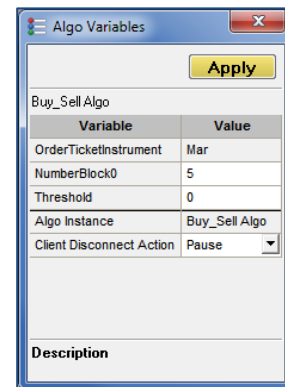 Algo Variables
Apply
Buy_Sell Algo
Variable Value
OrderTicketInstrument Mar
NumberBlock0 5
Threshold 0
Algo Instance Buy_Sell Algo
Client Disconnect Action Pause
Description